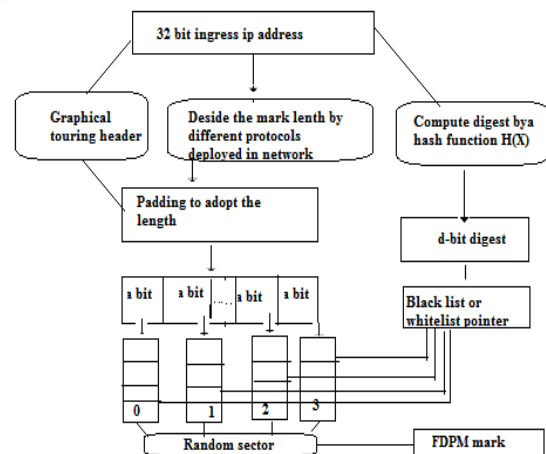 32 bit ingress ip address
Graphical
touring header
Deside the mark lenth by
different protocols
deployed in network
Compute digest bya
hash function H(X)
Padding to adopt the
length
d-bit digest
a bit
a bit
.....
a bit
a bit
Black list or
whitelist pointer
0
1
2
3
Random sector
FDPM mark